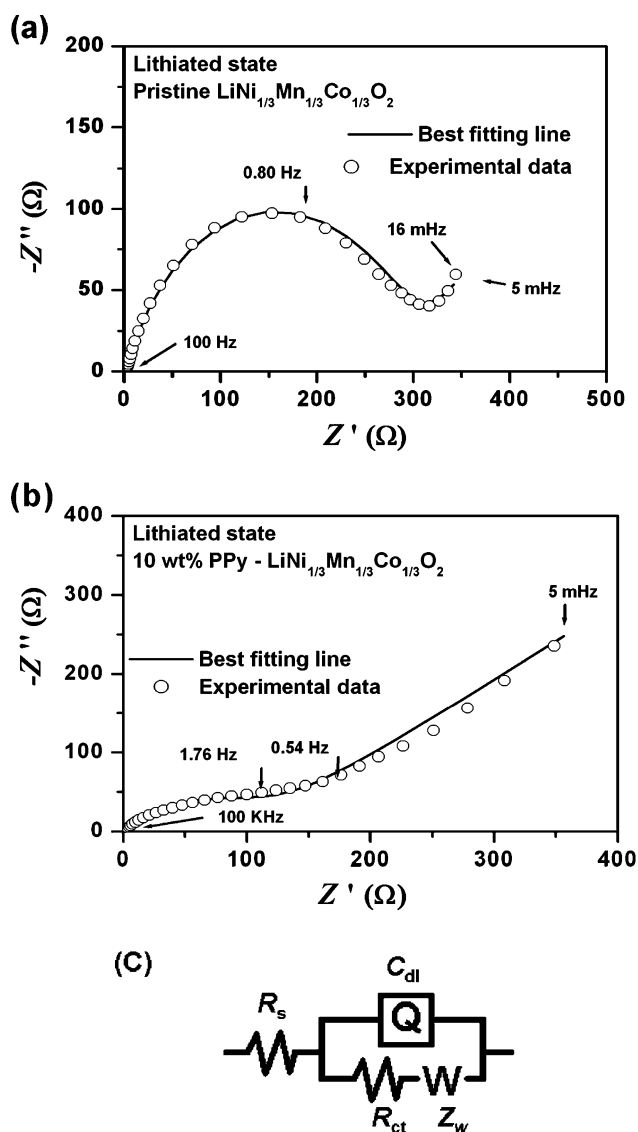 (a)
Lithiated state
Pristine LiNi1/3Mn1/3Co1/3O2
Best fitting line
Experimental data
0.80 Hz
16 mHz
5 mHz
100 Hz
200
150
100
50
0
-Z'' (Ω)
0 100 200 300 400 500
Z ' (Ω)
(b)
Lithiated state
10 wt% PPy - LiNi1/3Mn1/3Co1/3O2
5 mHz
Best fitting line
Experimental data
1.76 Hz
0.54 Hz
100 KHz
400
300
200
100
0
-Z'' (Ω)
0 100 200 300 400
Z ' (Ω)
(C)
Cdl
Rs
Q
Rct
W
Zw